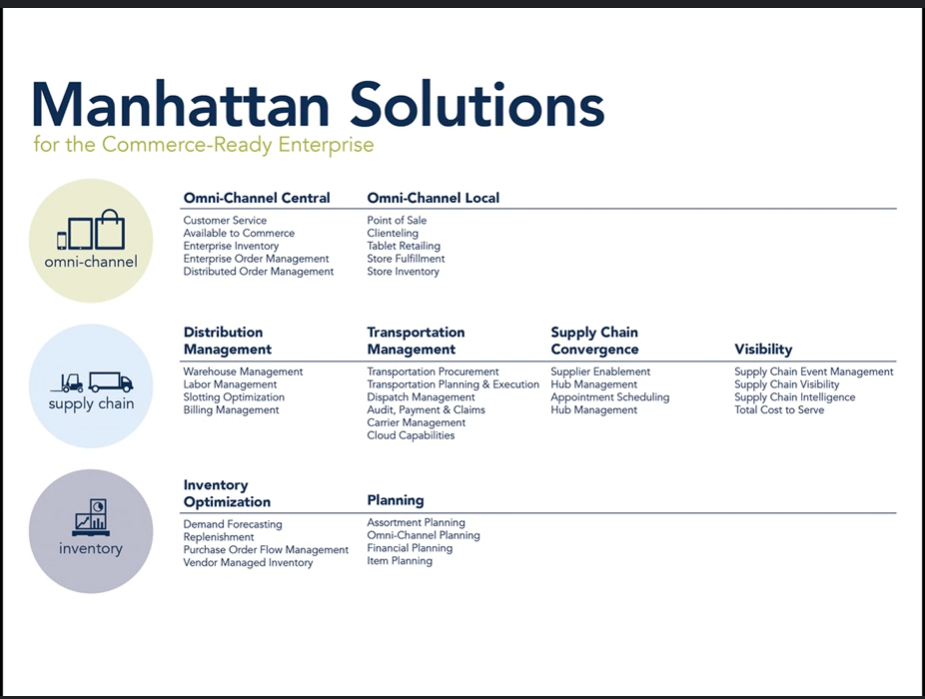 Manhattan Solutions
for the Commerce-Ready Enterprise
omni-channel
Omni-Channel Central
Customer Service
Available to Commerce
Enterprise Inventory
Enterprise Order Management
Distributed Order Management
Omni-Channel Local
Point of Sale
Clienteling
Tablet Retailing
Store Fulfillment
Store Inventory
supply chain
Distribution
Management
Warehouse Management
Labor Management
Slotting Optimization
Billing Management
Transportation
Management
Transportation Procurement
Transportation Planning & Execution
Dispatch Management
Audit, Payment & Claims
Carrier Management
Cloud Capabilities
Supply Chain
Convergence
Supplier Enablement
Hub Management
Appointment Scheduling
Hub Management
Visibility
Supply Chain Event Management
Supply Chain Visibility
Supply Chain Intelligence
Total Cost to Serve
inventory
Inventory
Optimization
Demand Forecasting
Replenishment
Purchase Order Flow Management
Vendor Managed Inventory
Planning
Assortment Planning
Omni-Channel Planning
Financial Planning
Item Planning